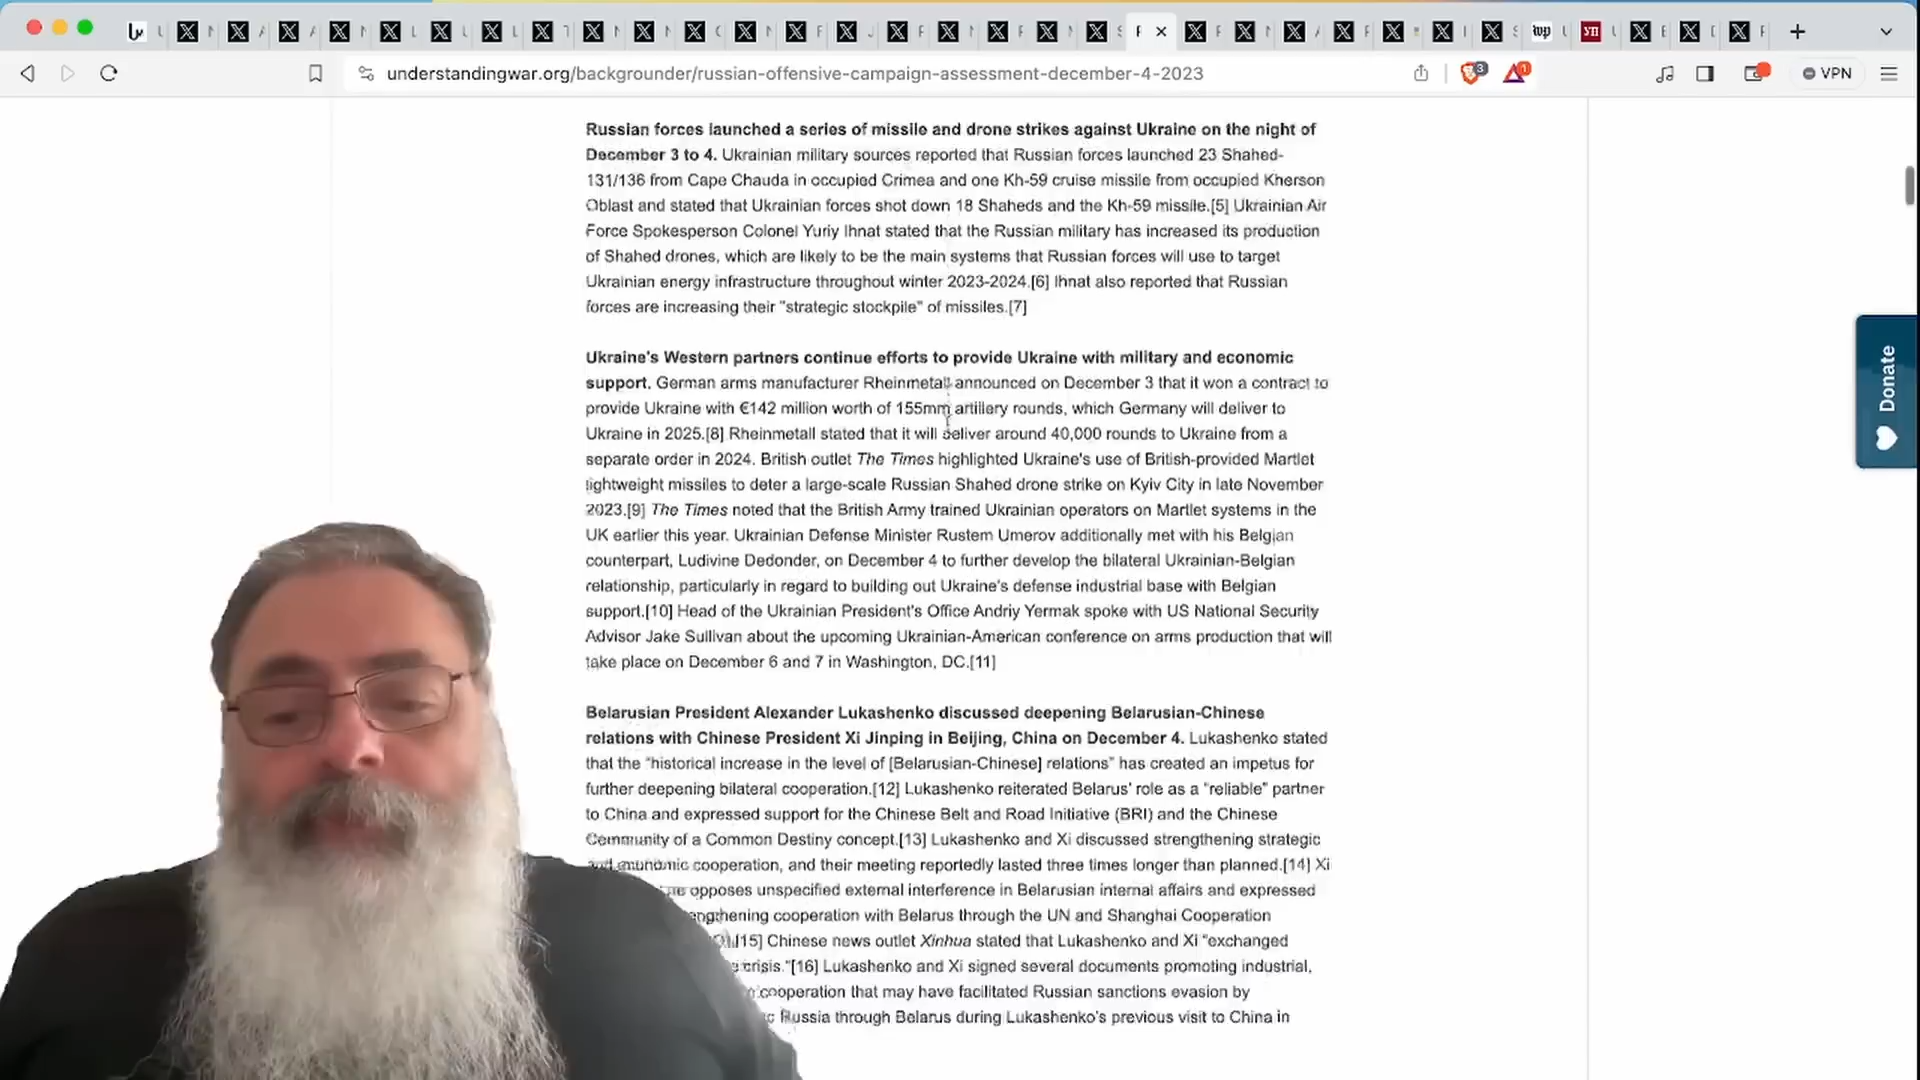 understandingwar.org/backgrounder/russian-offensive-campaign-assessment-december-4-2023
3
1
VPN
Russian forces launched a series of missile and drone strikes against Ukraine on the night of
December 3 to 4. Ukrainian military sources reported that Russian forces launched 23 Shahed-
131/136 from Cape Chauda in occupied Crimea and one Kh-59 cruise missile from occupied Kherson
Oblast and stated that Ukrainian forces shot down 18 Shaheds and the Kh-59 missile.[5] Ukrainian Air
Force Spokesperson Colonel Yuriy Ihnat stated that the Russian military has increased its production
of Shahed drones, which are likely to be the main systems that Russian forces will use to target
Ukrainian energy infrastructure throughout winter 2023-2024.[6] Ihnat also reported that Russian
forces are increasing their "strategic stockpile" of missiles.[7]
Ukraine's Western partners continue efforts to provide Ukraine with military and economic
support. German arms manufacturer Rheinmetall announced on December 3 that it won a contract to
provide Ukraine with €142 million worth of 155mm artillery rounds, which Germany will deliver to
Ukraine in 2025.[8] Rheinmetall stated that it will deliver around 40,000 rounds to Ukraine from a
separate order in 2024. British outlet The Times highlighted Ukraine's use of British-provided Martlet
lightweight missiles to deter a large-scale Russian Shahed drone strike on Kyiv City in late November
2023.[9] The Times noted that the British Army trained Ukrainian operators on Martlet systems in the
UK earlier this year. Ukrainian Defense Minister Rustem Umerov additionally met with his Belgian
counterpart, Ludivine Dedonder, on December 4 to further develop the bilateral Ukrainian-Belgian
relationship, particularly in regard to building out Ukraine's defense industrial base with Belgian
support.[10] Head of the Ukrainian President's Office Andriy Yermak spoke with US National Security
Advisor Jake Sullivan about the upcoming Ukrainian-American conference on arms production that will
take place on December 6 and 7 in Washington, DC.[11]
Belarusian President Alexander Lukashenko discussed deepening Belarusian-Chinese
relations with Chinese President Xi Jinping in Beijing, China on December 4. Lukashenko stated
that the "historical increase in the level of [Belarusian-Chinese] relations" has created an impetus for
further deepening bilateral cooperation.[12] Lukashenko reiterated Belarus' role as a "reliable" partner
to China and expressed support for the Chinese Belt and Road Initiative (BRI) and the Chinese
Community of a Common Destiny concept.[13] Lukashenko and Xi discussed strengthening strategic
and economic cooperation, and their meeting reportedly lasted three times longer than planned.[14] Xi
opposes unspecified external interference in Belarusian internal affairs and expressed
cooperation with Belarus through the UN and Shanghai Cooperation
[15] Chinese news outlet Xinhua stated that Lukashenko and Xi "exchanged
crisis."[16] Lukashenko and Xi signed several documents promoting industrial,
cooperation that may have facilitated Russian sanctions evasion by
Russia through Belarus during Lukashenko's previous visit to China in
Donate